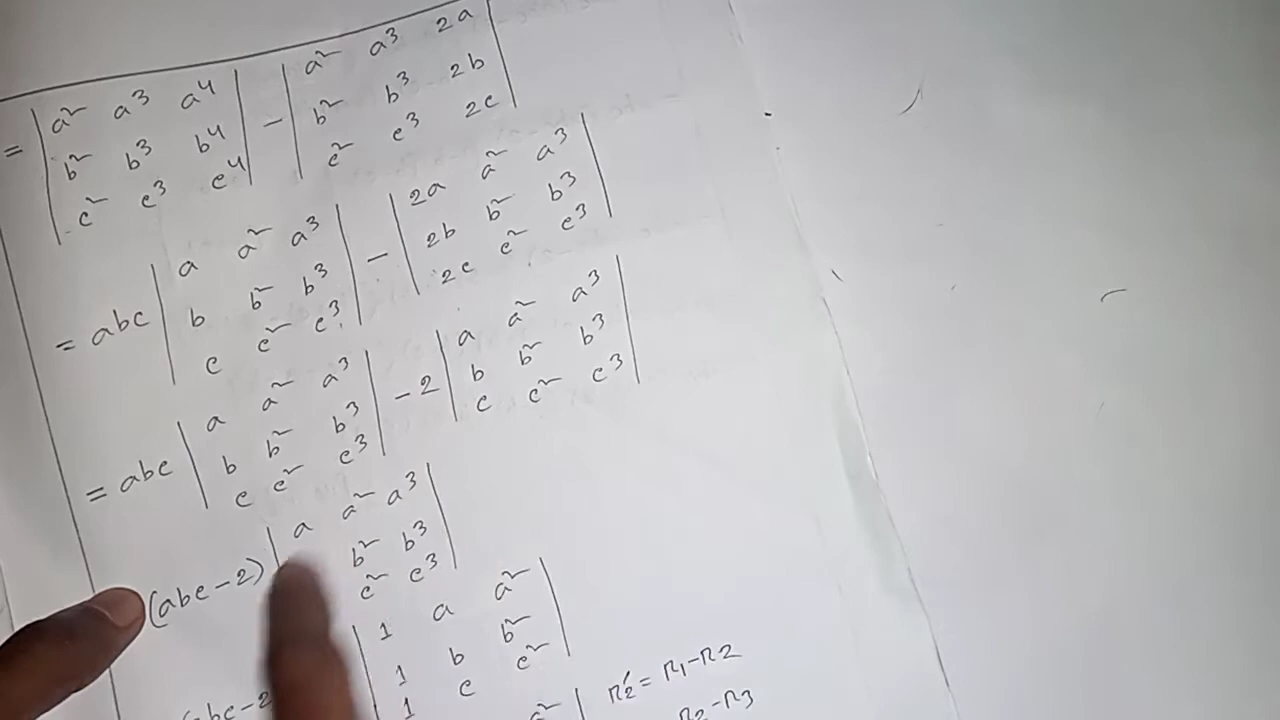 = | a² a³ a⁴ | - | a² a³ 2a |
| b² b³ b⁴ | | b² b³ 2b |
| c² c³ c⁴ | | c² c³ 2c |
= abc | a a² a³ | - | 2a a² a³ |
| b b² b³ | | 2b b² b³ |
| c c² c³ | | 2c c² c³ |
= abc | a a² a³ | - 2 | a a² a³ |
| b b² b³ | | b b² b³ |
| c c² c³ | | c c² c³ |
(abc - 2) | a a² a³ |
b² b³ |
c² c³ |
| 1 a a² |
1 b b² |
1 c c² |
a² | R₂' = R₁ - R₂
R₂ - R₃